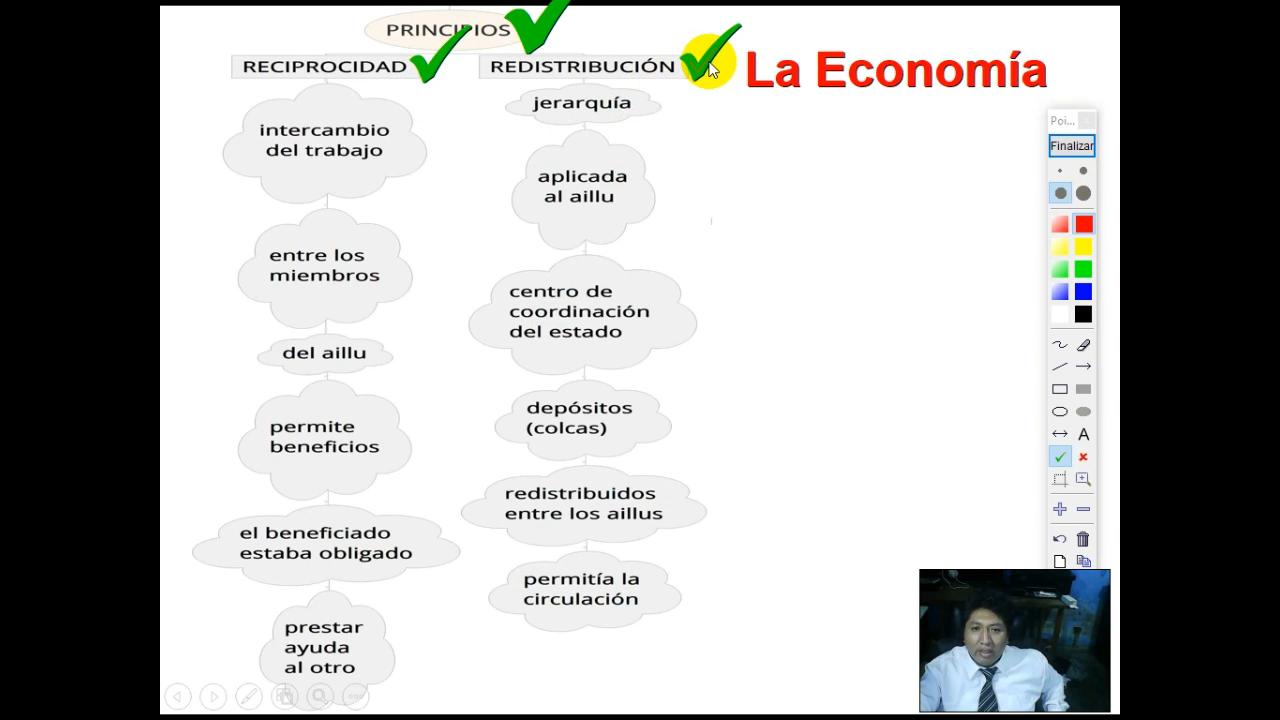 PRINCIPIOS
La Economía
RECIPROCIDAD
intercambio
del trabajo
entre los
miembros
del aillu
permite
beneficios
el beneficiado
estaba obligado
prestar
ayuda
al otro
REDISTRIBUCIÓN
jerarquía
aplicada
al aillu
centro de
coordinación
del estado
depósitos
(colcas)
redistribuidos
entre los aillus
permitía la
circulación
Poi...
Finalizar
A